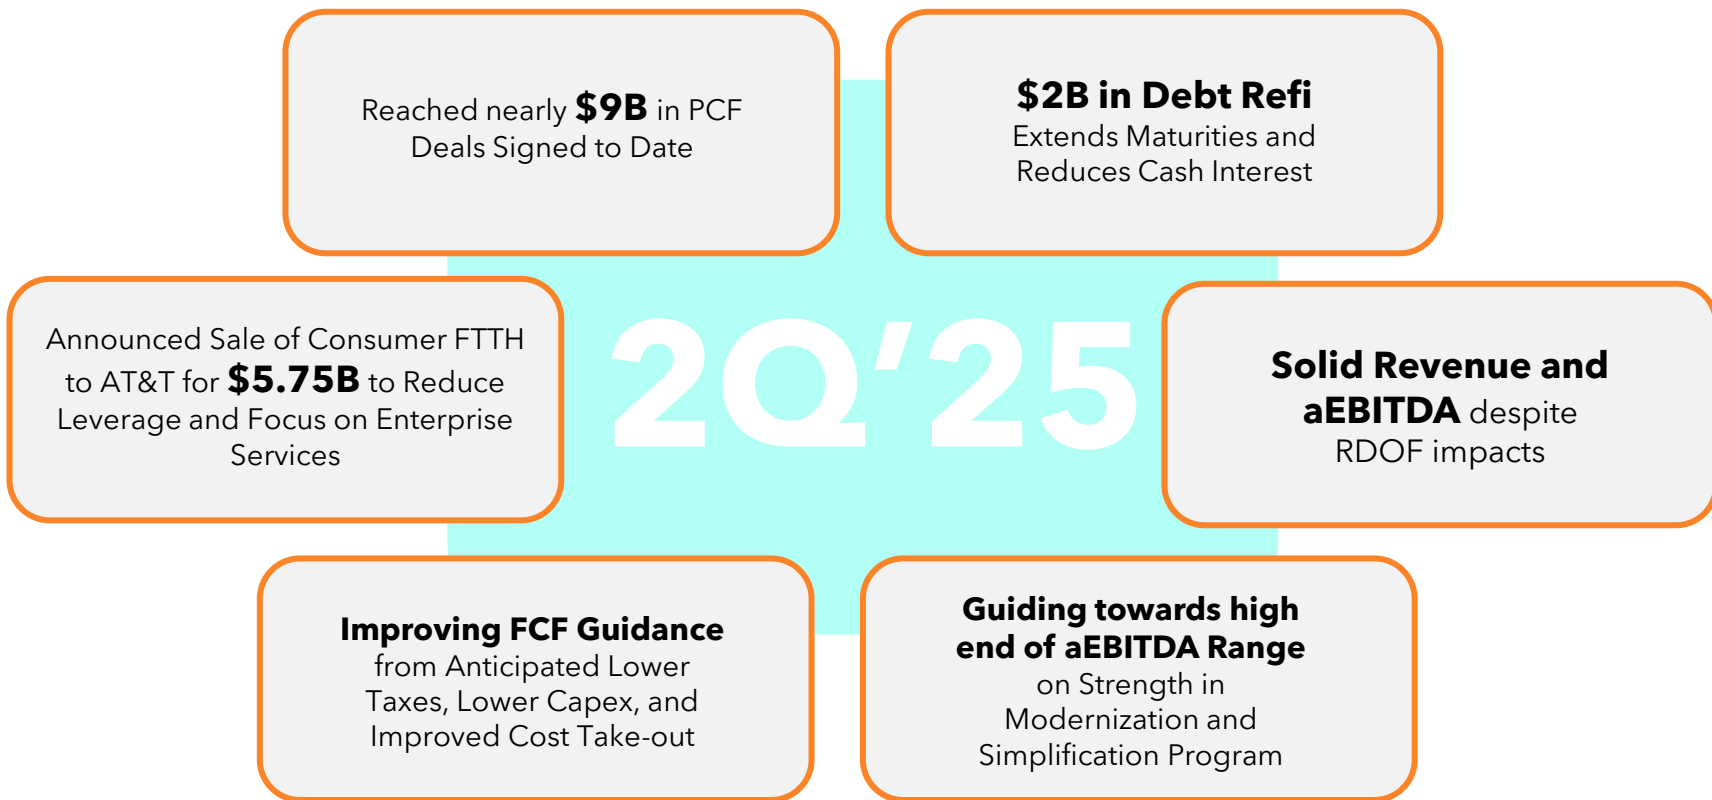 Reached nearly $9B in PCF
Deals Signed to Date
$2B in Debt Refi
Extends Maturities and
Reduces Cash Interest
Announced Sale of Consumer FTTH
to AT&T for $5.75B to Reduce
Leverage and Focus on Enterprise
Services
2Q’25
Solid Revenue and
aEBITDA despite
RDOF impacts
Improving FCF Guidance
from Anticipated Lower
Taxes, Lower Capex, and
Improved Cost Take-out
Guiding towards high
end of aEBITDA Range
on Strength in
Modernization and
Simplification Program